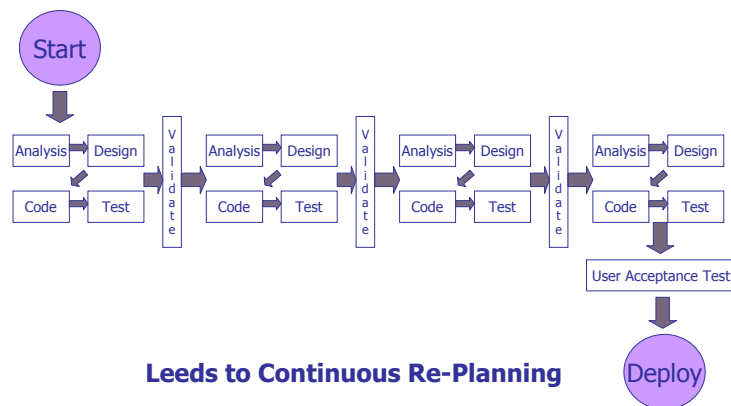 Start
Analysis
Design
Code
Test
Validate
Analysis
Design
Code
Test
Validate
Analysis
Design
Code
Test
Validate
Analysis
Design
Code
Test
User Acceptance Test
Leeds to Continuous Re-Planning
Deploy